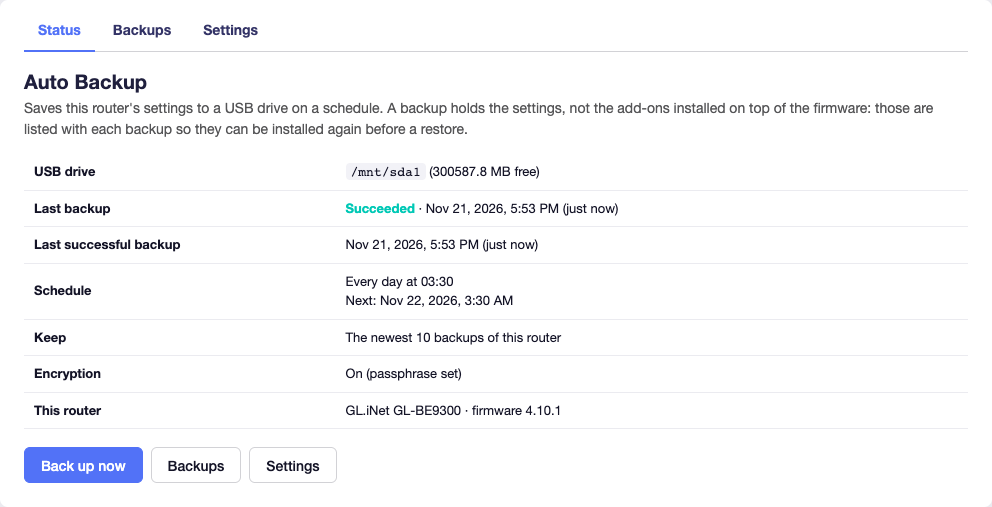 Status Backups Settings
Auto Backup
Saves this router's settings to a USB drive on a schedule. A backup holds the settings, not the add-ons installed on top of the firmware: those are
listed with each backup so they can be installed again before a restore.
USB drive /mnt/sda1 (300587.8 MB free)
Last backup Succeeded · Nov 21, 2026, 5:53 PM (just now)
Last successful backup Nov 21, 2026, 5:53 PM (just now)
Schedule Every day at 03:30
Next: Nov 22, 2026, 3:30 AM
Keep The newest 10 backups of this router
Encryption On (passphrase set)
This router GL.iNet GL-BE9300 · firmware 4.10.1
Back up now Backups Settings